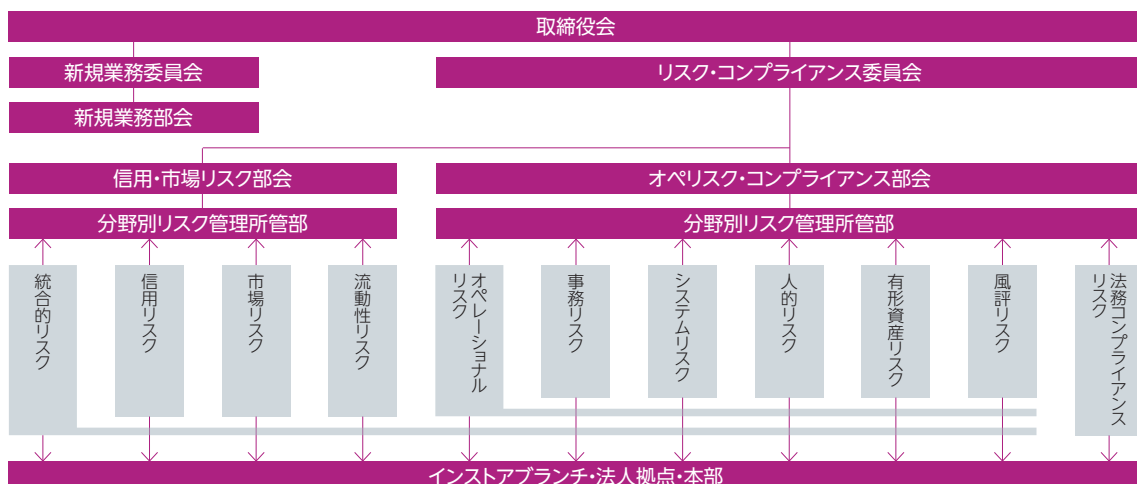 取締役会
新規業務委員会
リスク・コンプライアンス委員会
新規業務部会
信用・市場リスク部会
オペリスク・コンプライアンス部会
分野別リスク管理所管部
分野別リスク管理所管部
統合的リスク
信用リスク
市場リスク
流動性リスク
オペレーショナル
リスク
事務リスク
システムリスク
人的リスク
有形資産リスク
風評リスク
法務コンプライアンス
リスク
インストアブランチ・法人拠点・本部